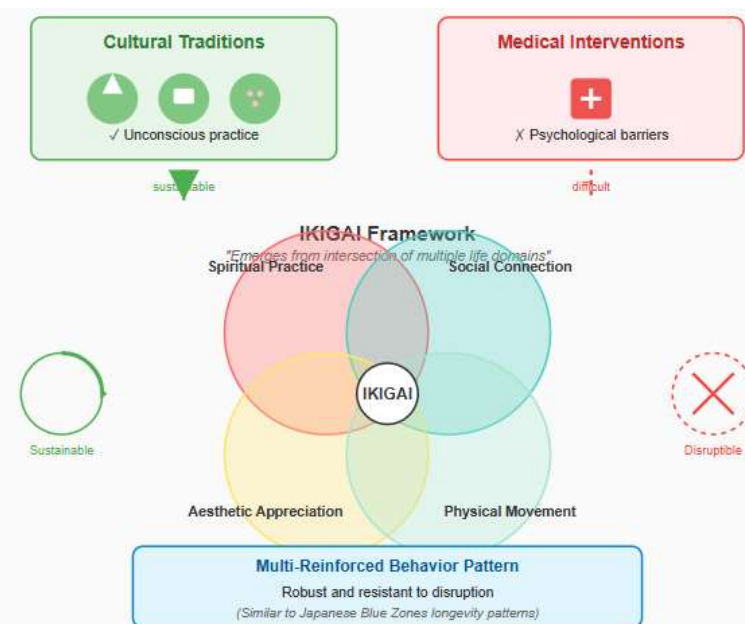 Cultural Traditions
Medical Interventions
✓ Unconscious practice
✗ Psychological barriers
sustainable
difficult
IKIGAI Framework
"Emerges from intersection of multiple life domains"
Spiritual Practice
Social Connection
IKIGAI
Sustainable
Disruptible
Aesthetic Appreciation
Physical Movement
Multi-Reinforced Behavior Pattern
Robust and resistant to disruption
(Similar to Japanese Blue Zones longevity patterns)